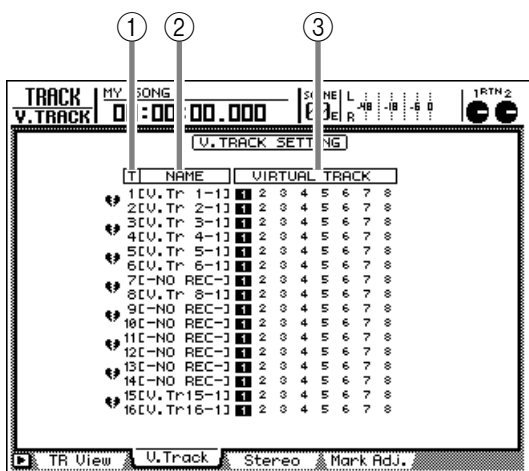 ① ② ③
TRACK MY SONG SCENE L 1 RTN 2
V.TRACK 00:00:00.000 00E R -48 -18 -6 0
V.TRACK SETTING
T NAME VIRTUAL TRACK
1[V.Tr 1-1] 1 2 3 4 5 6 7 8
2[V.Tr 2-1] 1 2 3 4 5 6 7 8
3[V.Tr 3-1] 1 2 3 4 5 6 7 8
4[V.Tr 4-1] 1 2 3 4 5 6 7 8
5[V.Tr 5-1] 1 2 3 4 5 6 7 8
6[V.Tr 6-1] 1 2 3 4 5 6 7 8
7[-NO REC-] 1 2 3 4 5 6 7 8
8[V.Tr 8-1] 1 2 3 4 5 6 7 8
9[-NO REC-] 1 2 3 4 5 6 7 8
10[-NO REC-] 1 2 3 4 5 6 7 8
11[-NO REC-] 1 2 3 4 5 6 7 8
12[-NO REC-] 1 2 3 4 5 6 7 8
13[-NO REC-] 1 2 3 4 5 6 7 8
14[-NO REC-] 1 2 3 4 5 6 7 8
15[V.Tr15-1] 1 2 3 4 5 6 7 8
16[V.Tr16-1] 1 2 3 4 5 6 7 8
TR View V.Track Stereo Mark Adj.